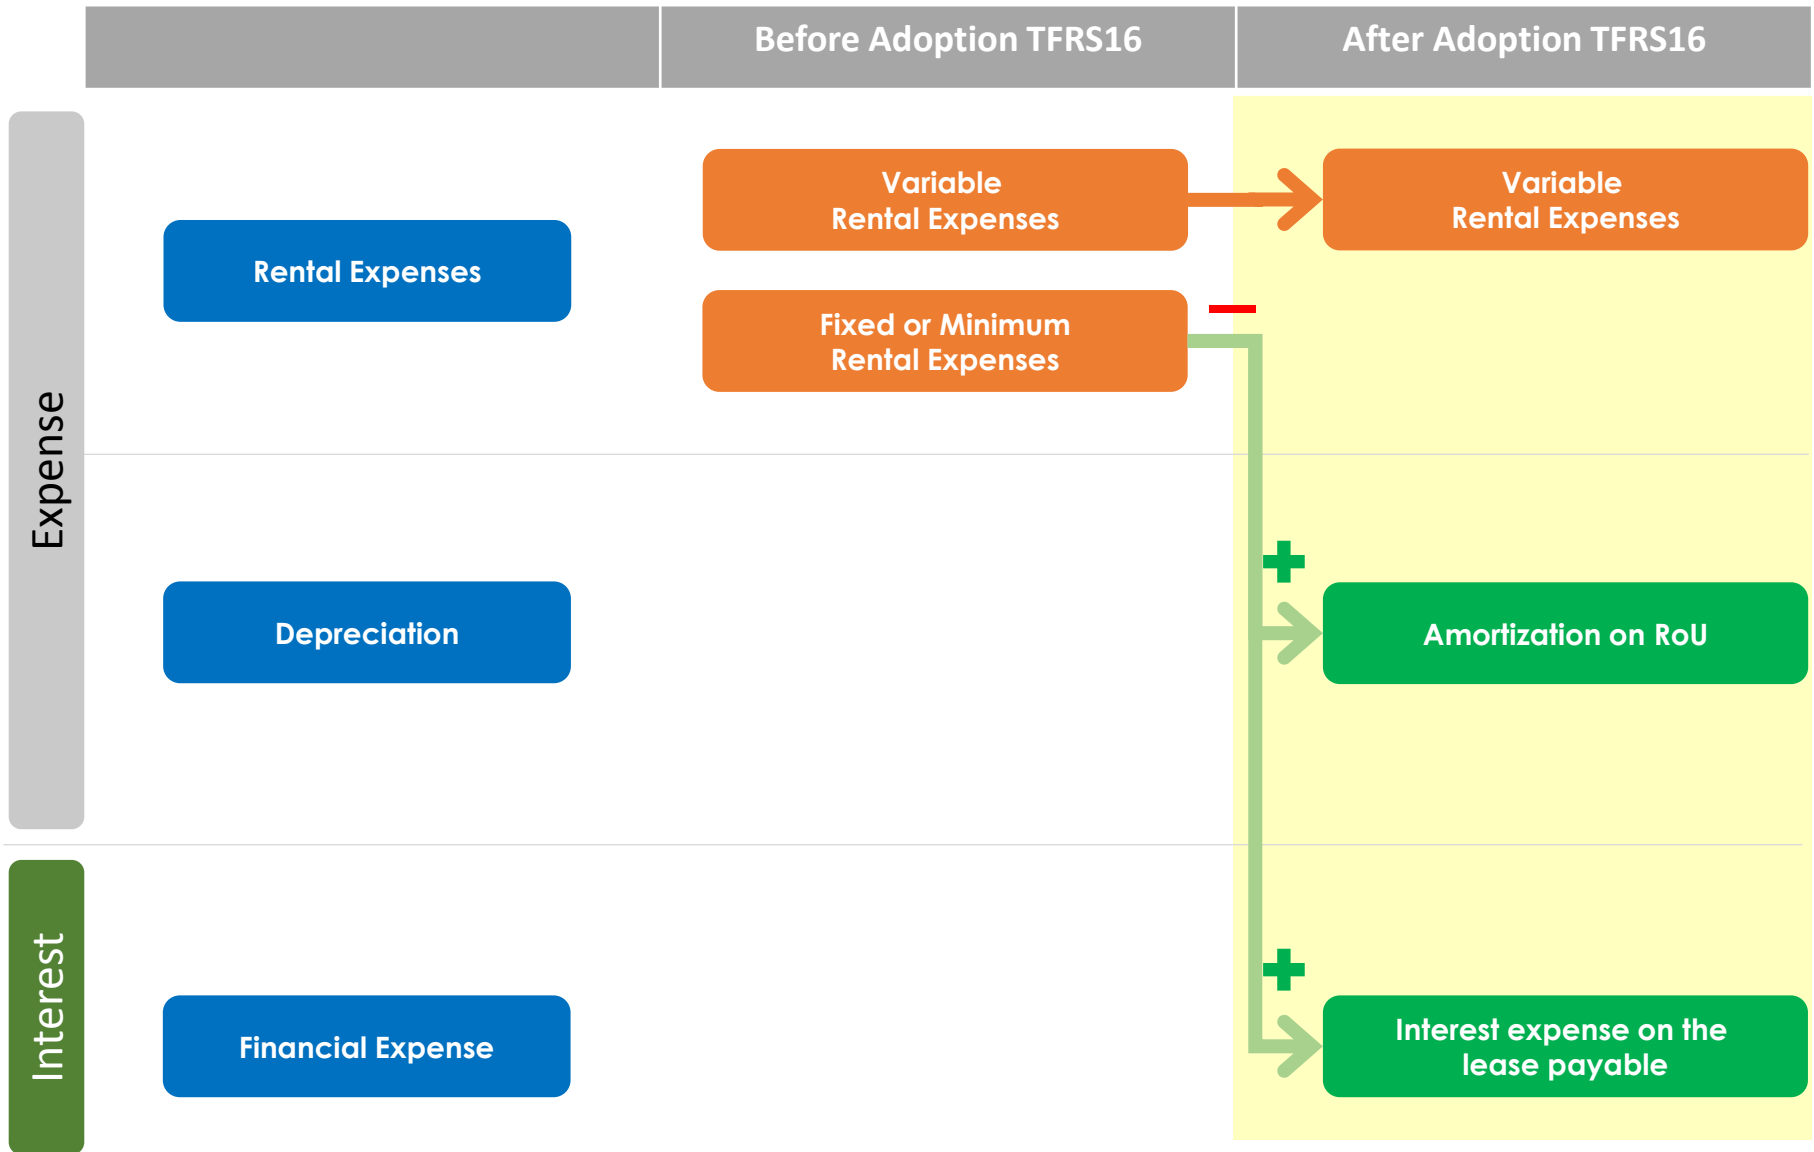 Before Adoption TFRS16
After Adoption TFRS16
Expense
Rental Expenses
Variable
Rental Expenses
Variable
Rental Expenses
Fixed or Minimum
Rental Expenses
Depreciation
Amortization on RoU
Interest
Financial Expense
Interest expense on the
lease payable